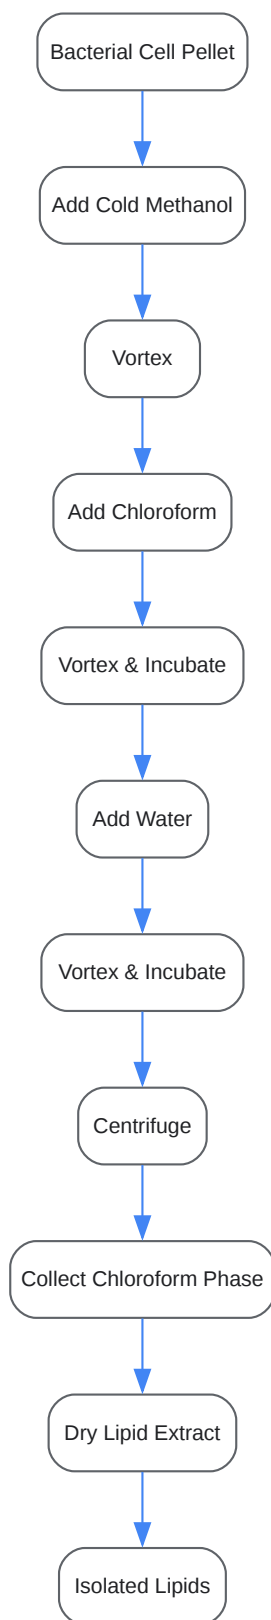 Bacterial Cell Pellet
Add Cold Methanol
Vortex
Add Chloroform
Vortex & Incubate
Add Water
Vortex & Incubate
Centrifuge
Collect Chloroform Phase
Dry Lipid Extract
Isolated Lipids